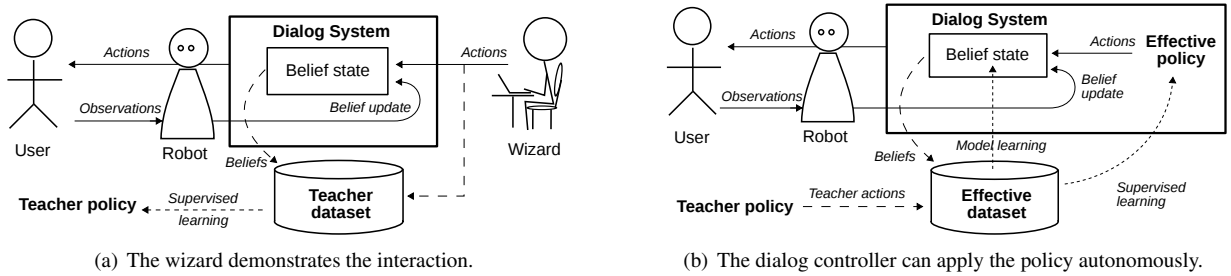 Dialog System
Actions
Actions
Belief state
Observations
Belief update
User
Robot
Wizard
Beliefs
Teacher policy
Supervised
learning
Teacher
dataset
(a) The wizard demonstrates the interaction.
Dialog System
Actions
Actions
Effective
policy
Belief state
Belief
update
Observations
User
Robot
Beliefs
Model learning
Teacher policy
Teacher actions
Effective
dataset
Supervised
learning
(b) The dialog controller can apply the policy autonomously.